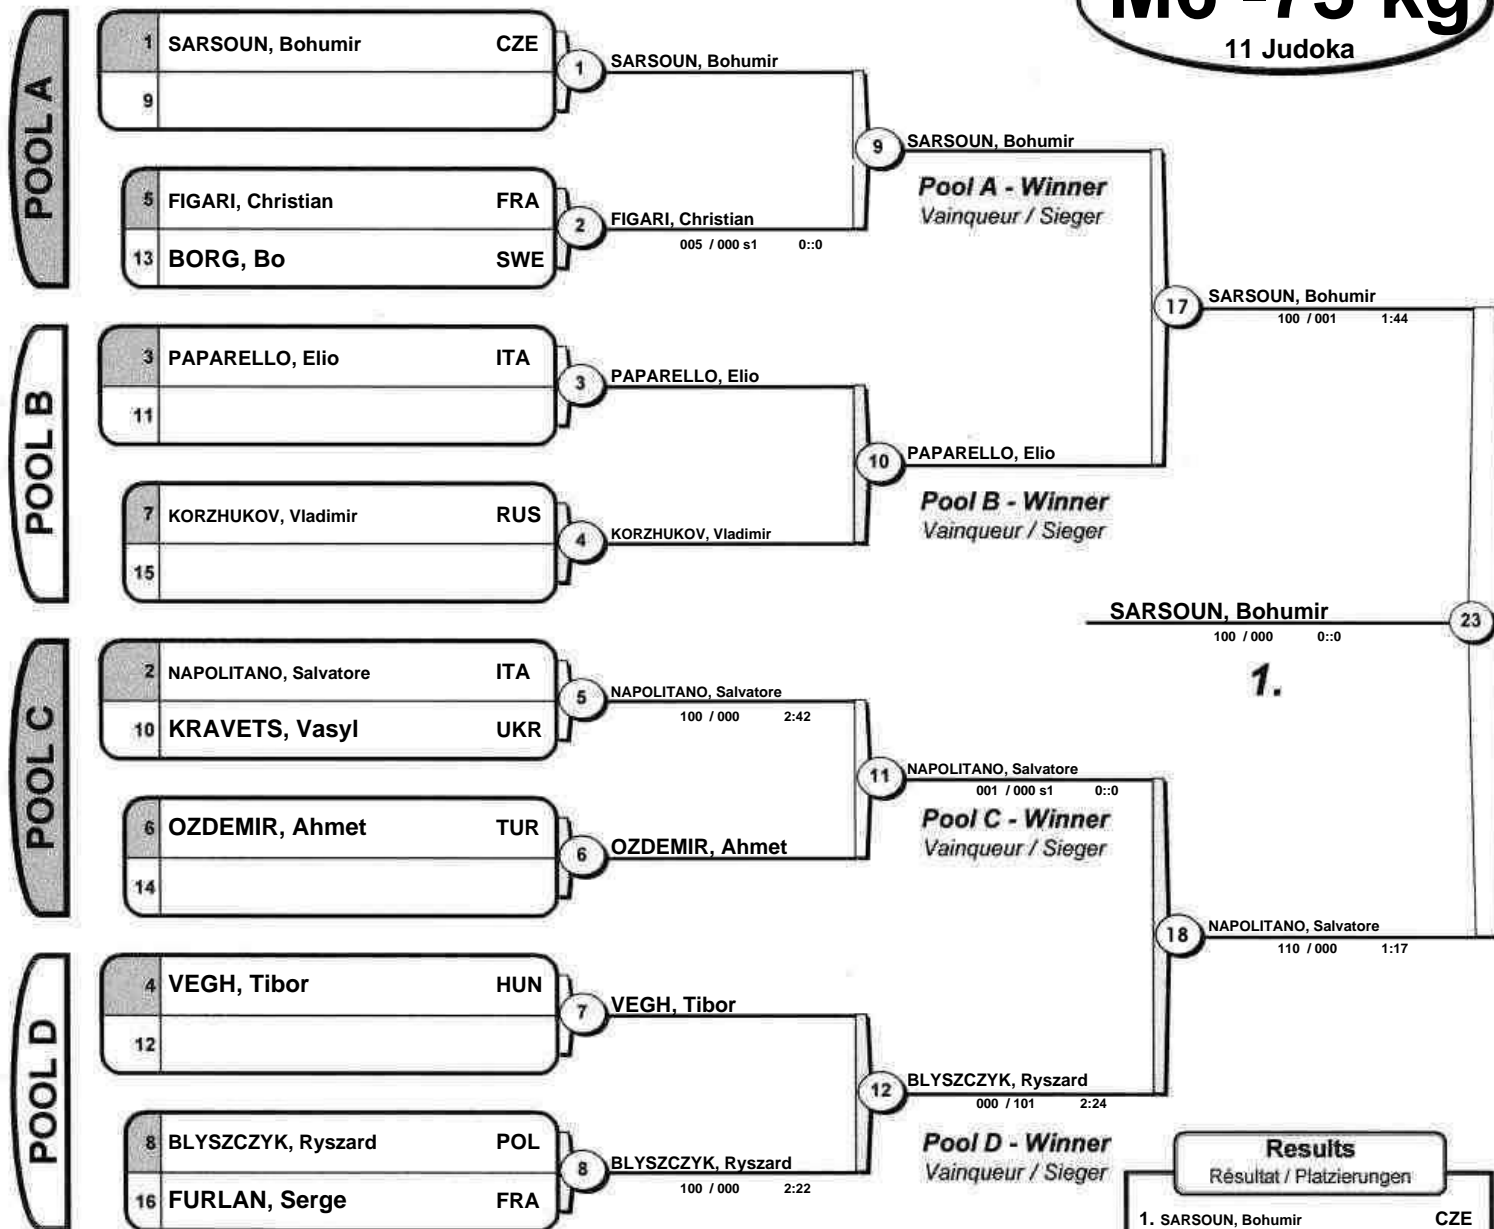 M6 -73 kg
11 Judoka
POOL A
1 SARSOUN, Bohumir CZE
9
5 FIGARI, Christian FRA
13 BORG, Bo SWE
1 SARSOUN, Bohumir
2 FIGARI, Christian
005 / 000 s1 0::0
9 SARSOUN, Bohumir
Pool A - Winner
Vainqueur / Sieger
POOL B
3 PAPARELLO, Elio ITA
11
7 KORZHUKOV, Vladimir RUS
15
3 PAPARELLO, Elio
4 KORZHUKOV, Vladimir
10 PAPARELLO, Elio
Pool B - Winner
Vainqueur / Sieger
17 SARSOUN, Bohumir
100 / 001 1:44
SARSOUN, Bohumir 23
100 / 000 0::0
1.
POOL C
2 NAPOLITANO, Salvatore ITA
10 KRAVETS, Vasyl UKR
6 OZDEMIR, Ahmet TUR
14
5 NAPOLITANO, Salvatore
100 / 000 2:42
6 OZDEMIR, Ahmet
11 NAPOLITANO, Salvatore
001 / 000 s1 0::0
Pool C - Winner
Vainqueur / Sieger
POOL D
4 VEGH, Tibor HUN
12
8 BLYSZCZYK, Ryszard POL
16 FURLAN, Serge FRA
7 VEGH, Tibor
8 BLYSZCZYK, Ryszard
100 / 000 2:22
12 BLYSZCZYK, Ryszard
000 / 101 2:24
Pool D - Winner
Vainqueur / Sieger
18 NAPOLITANO, Salvatore
110 / 000 1:17
Results
Résultat / Platzierungen
1. SARSOUN, Bohumir CZE